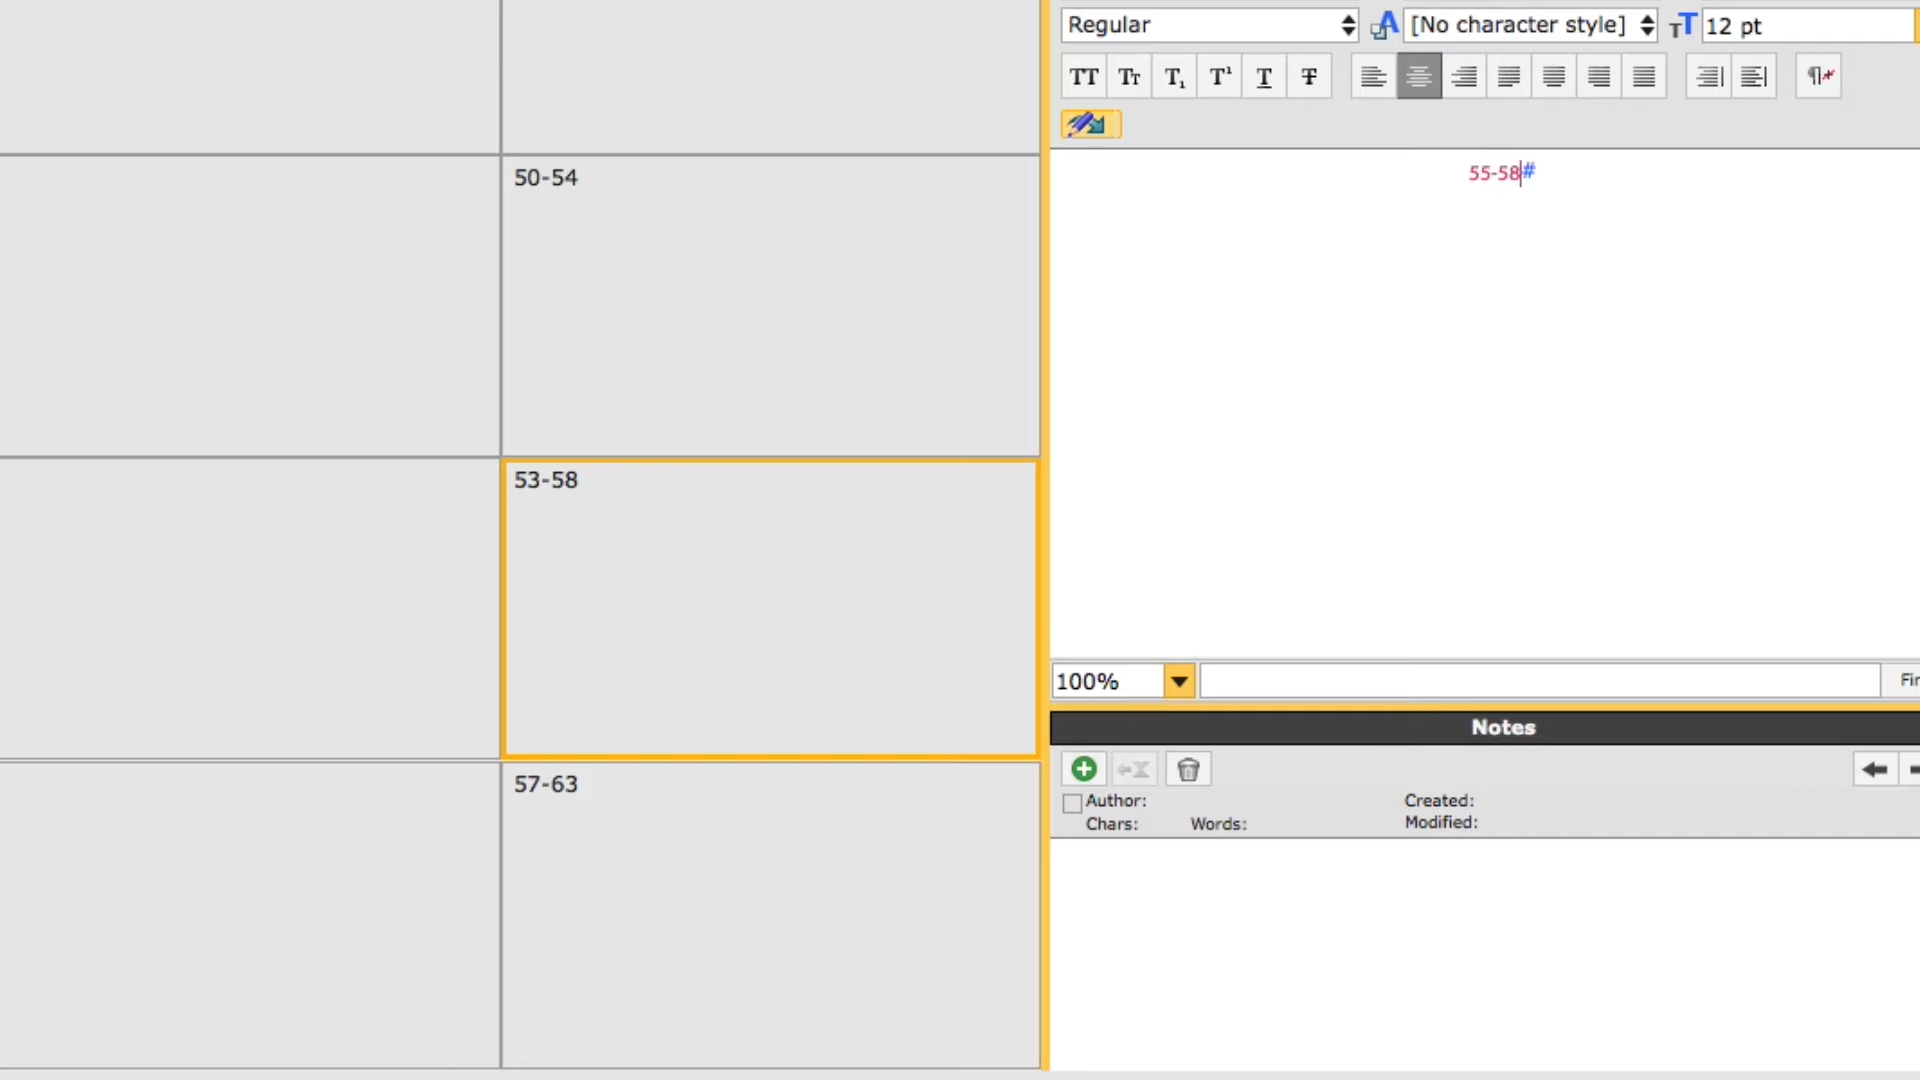 Regular
[No character style]
12 pt
50-54
55-58#
53-58
100%
Notes
Author:
Created:
Chars:
Words:
Modified:
57-63